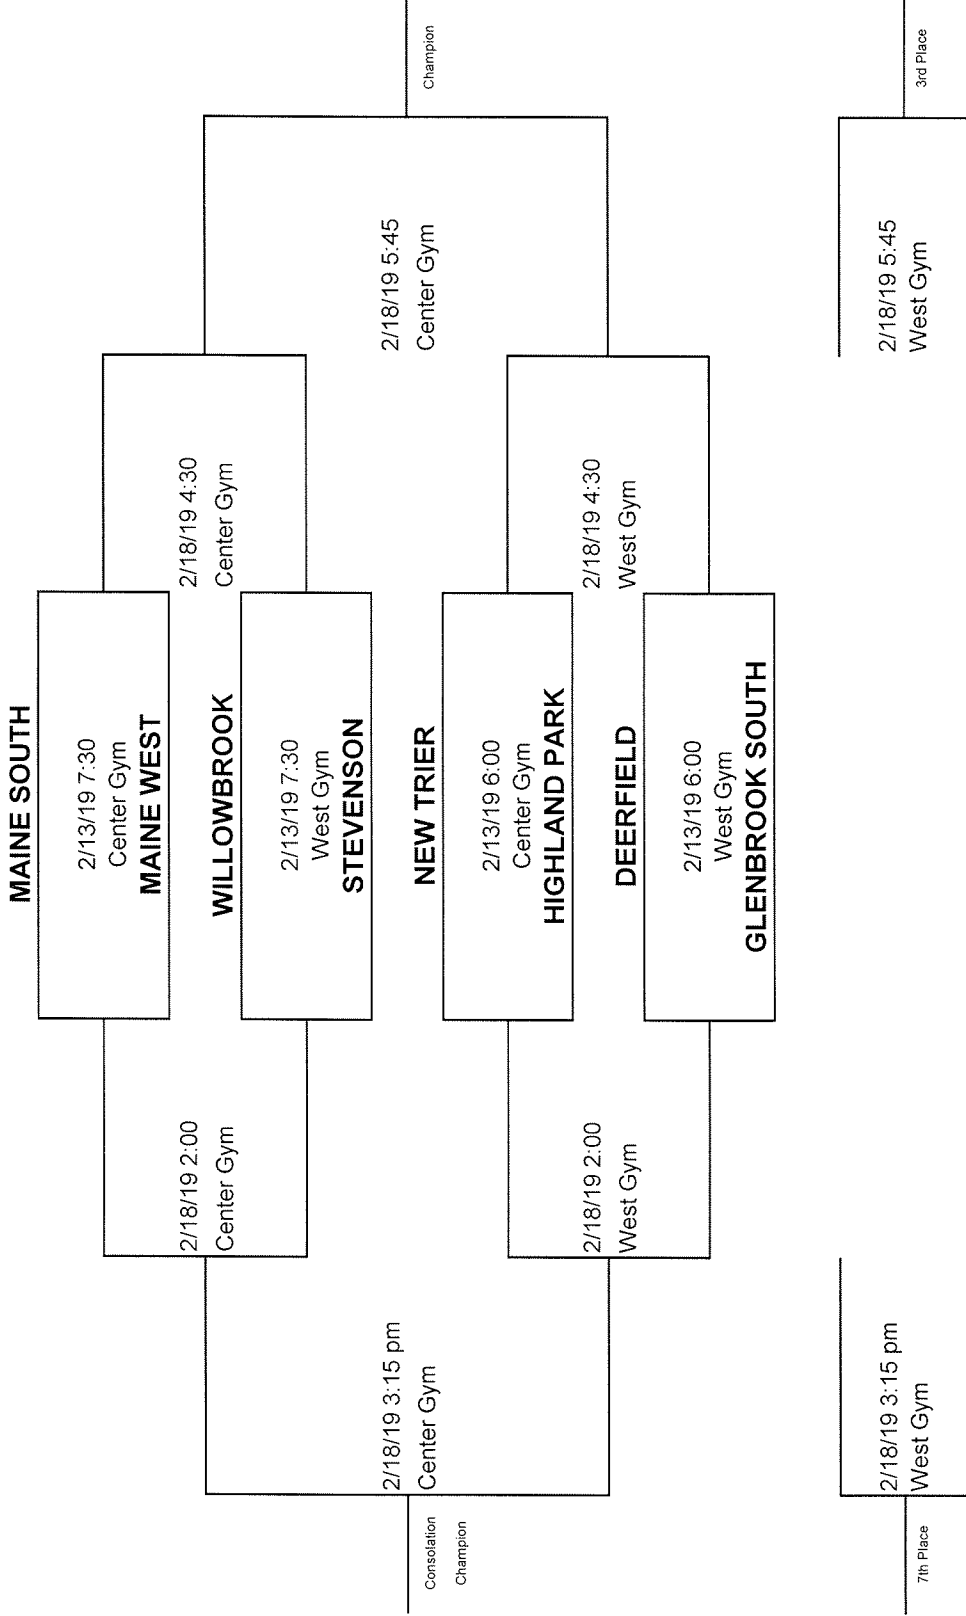 MAINE SOUTH
2/13/19 7:30
Center Gym
MAINE WEST
WILLOWBROOK
2/13/19 7:30
West Gym
STEVENSON
NEW TRIER
2/13/19 6:00
Center Gym
HIGHLAND PARK
DEERFIELD
2/13/19 6:00
West Gym
GLENBROOK SOUTH
2/18/19 2:00
Center Gym
2/18/19 2:00
West Gym
2/18/19 3:15 pm
Center Gym
Consolation
Champion
2/18/19 3:15 pm
West Gym
7th Place
2/18/19 4:30
Center Gym
2/18/19 4:30
West Gym
2/18/19 5:45
Center Gym
Champion
2/18/19 5:45
West Gym
3rd Place